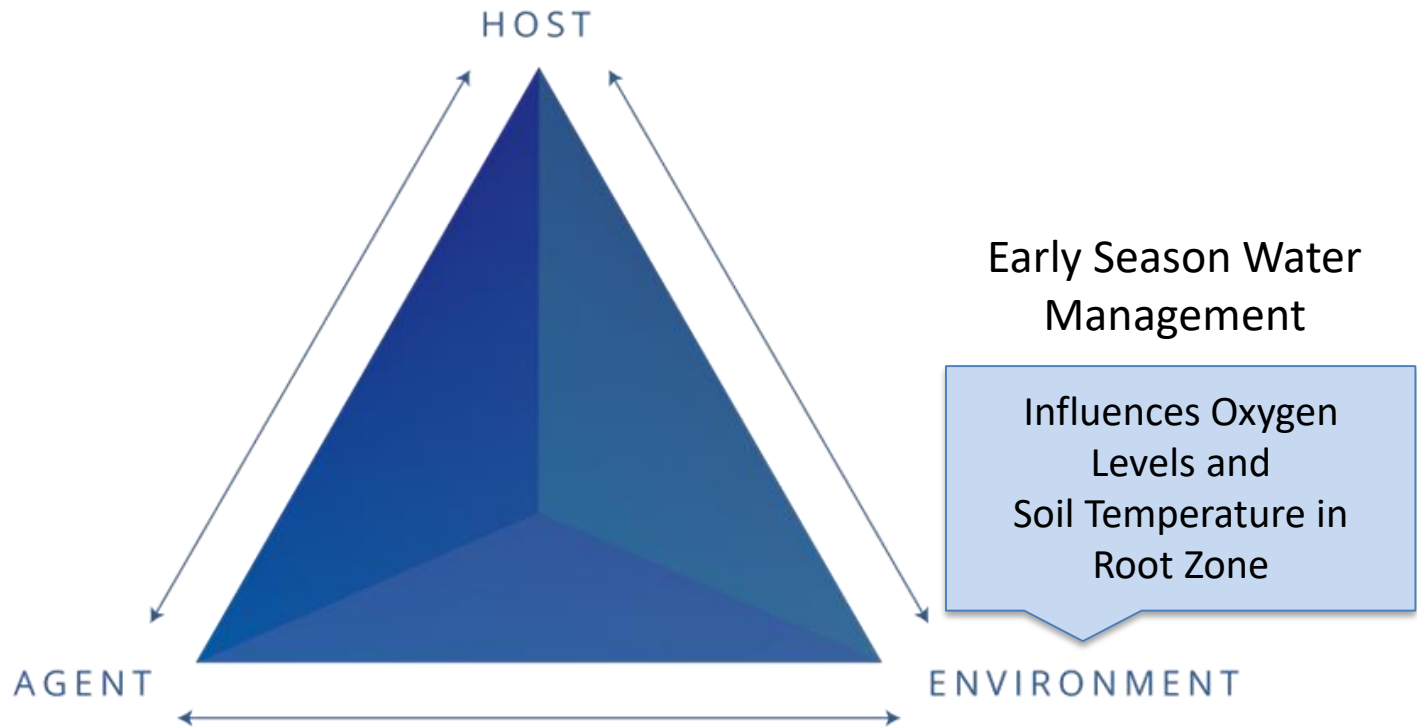 HOST
Early Season Water
Management
Influences Oxygen
Levels and
Soil Temperature in
Root Zone
AGENT
ENVIRONMENT